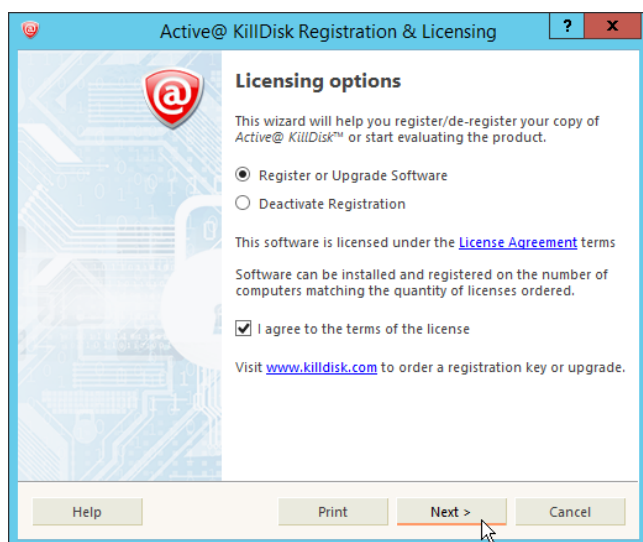 Active@ KillDisk Registration & Licensing
? x
@
Licensing options
This wizard will help you register/de-register your copy of
Active@ KillDisk™ or start evaluating the product.
Register or Upgrade Software
Deactivate Registration
This software is licensed under the License Agreement terms
Software can be installed and registered on the number of
computers matching the quantity of licenses ordered.
I agree to the terms of the license
Visit www.killdisk.com to order a registration key or upgrade.
Help Print Next > Cancel